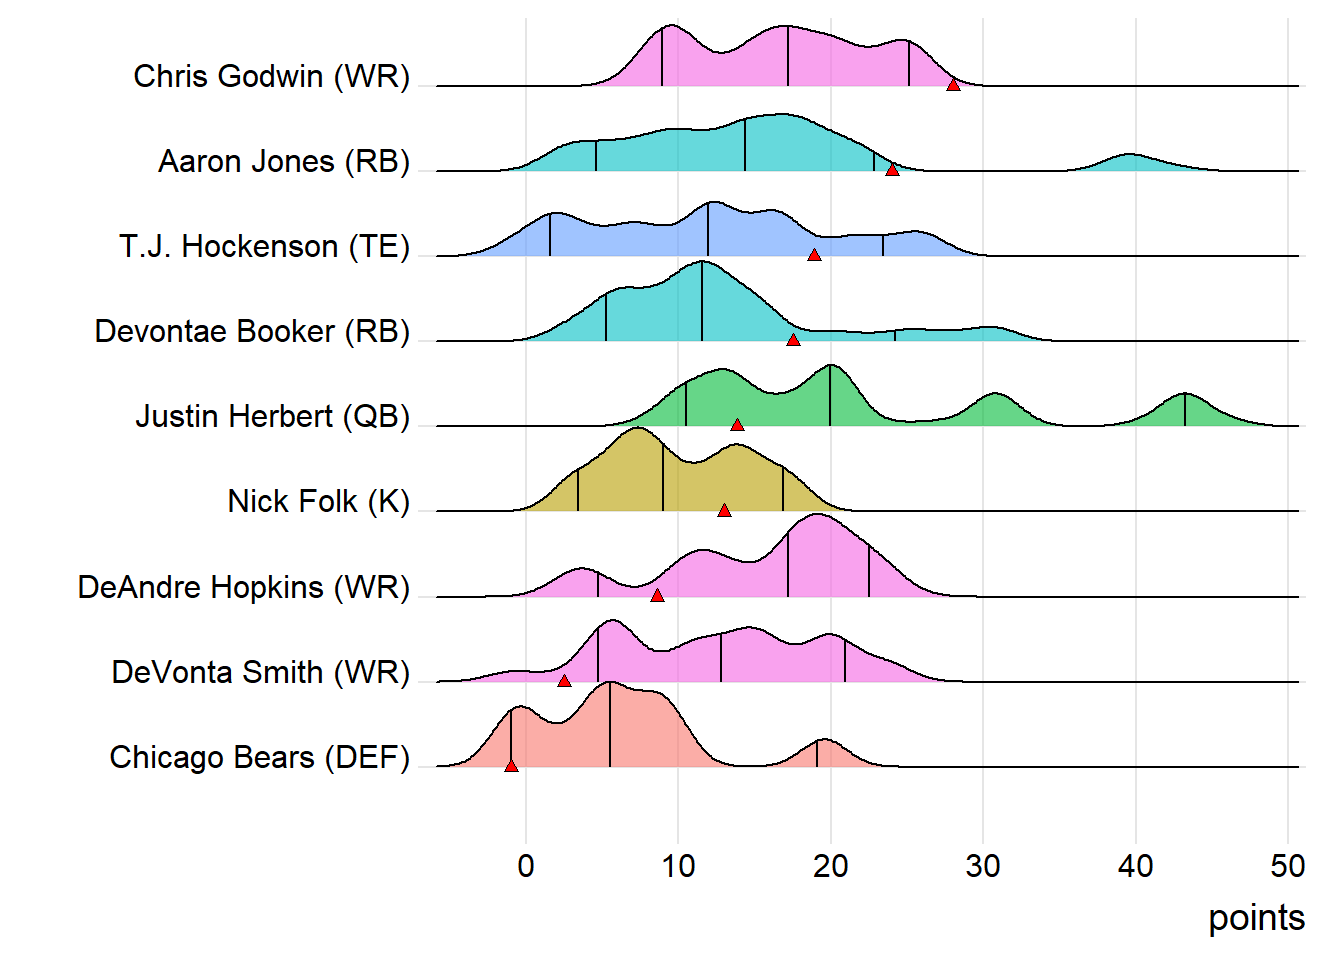 Chris Godwin (WR)
Aaron Jones (RB)
T.J. Hockenson (TE)
Devontae Booker (RB)
Justin Herbert (QB)
Nick Folk (K)
DeAndre Hopkins (WR)
DeVonta Smith (WR)
Chicago Bears (DEF)
0 10 20 30 40 50
points